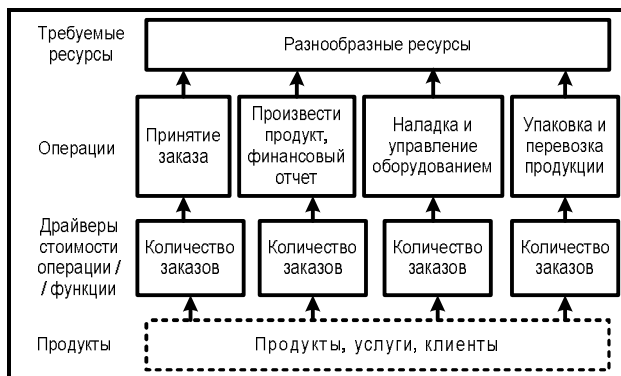 Требуемые
ресурсы
Разнообразные ресурсы
Операции
Принятие
заказа
Произвести
продукт,
финансовый
отчет
Наладка и
управление
оборудованием
Упаковка и
перевозка
продукции
Драйверы
стоимости
операции /
/ функции
Количество
заказов
Количество
заказов
Количество
заказов
Количество
заказов
Продукты
Продукты, услуги, клиенты